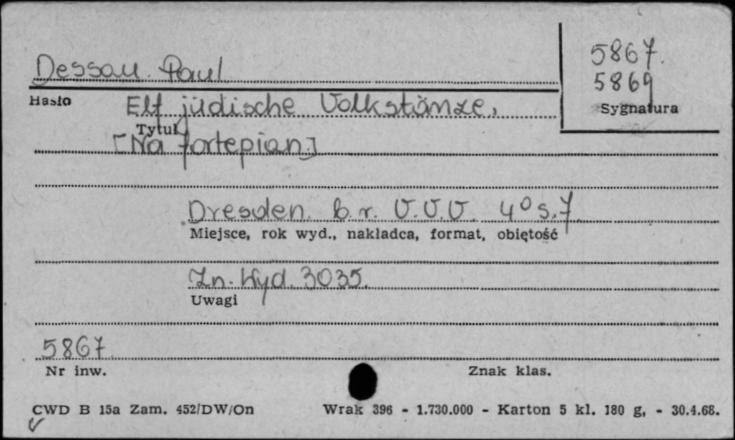 Dessau Paul
5867.
5869
Hasło
Sygnatura
Elf jüdische Volkstänze,
Tytuł
[Na fortepian]
Dresden. b.r. V.V.V. 4° s.7
Miejsce, rok wyd., nakładca, format, objętość
Zn. Wyd. 3035.
Uwagi
5867
Nr inw.
Znak klas.
CWD B 15a Zam. 452/DW/On
Wrak 396 - 1.730.000 - Karton 5 kl. 180 g. - 30.4.68.